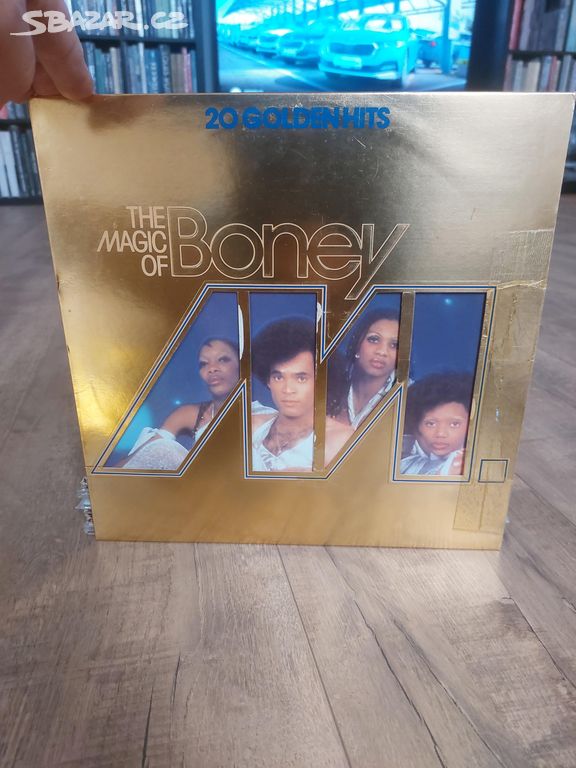 SBAZAR.CZ
20 GOLDEN HITS
THE
MAGIC
OF
Boney
M.